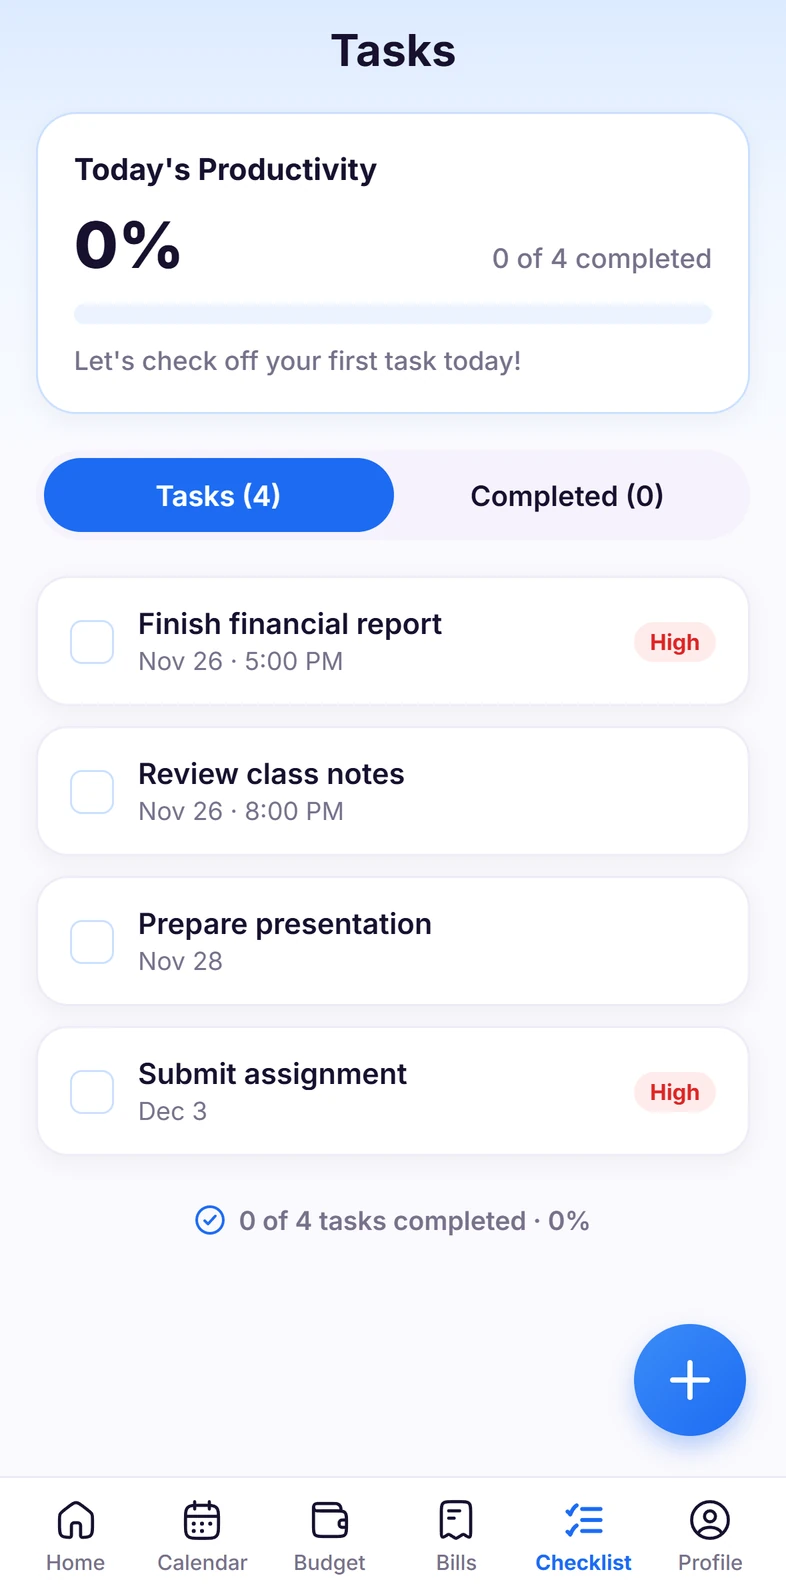 Tasks
Today's Productivity
0%
0 of 4 completed
Let's check off your first task today!
Tasks (4)
Completed (0)
Finish financial report
Nov 26 · 5:00 PM
High
Review class notes
Nov 26 · 8:00 PM
Prepare presentation
Nov 28
Submit assignment
Dec 3
High
0 of 4 tasks completed · 0%
Home
Calendar
Budget
Bills
Checklist
Profile